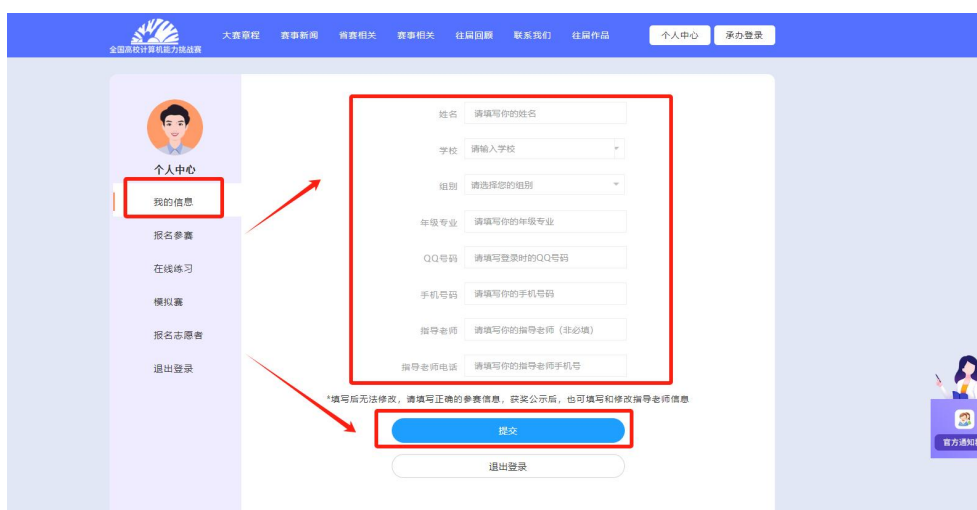 全国高校计算机能力挑战赛
大赛章程 赛事新闻 省赛相关 赛事相关 往届回顾 联系我们 往届作品 个人中心 承办登录
个人中心
我的信息
报名参赛
在线练习
模拟赛
报名志愿者
退出登录
姓名 请填写你的姓名
学校 请输入学校
组别 请选择您的组别
年级专业 请填写你的年级专业
QQ号码 请填写登录时的QQ号码
手机号码 请填写你的手机号码
指导老师 请填写你的指导老师（非必填）
指导老师电话 请填写你的指导老师手机号
*填写后无法修改，请填写正确的参赛信息，获奖公示后，也可填写和修改指导老师信息
提交
退出登录
官方通知